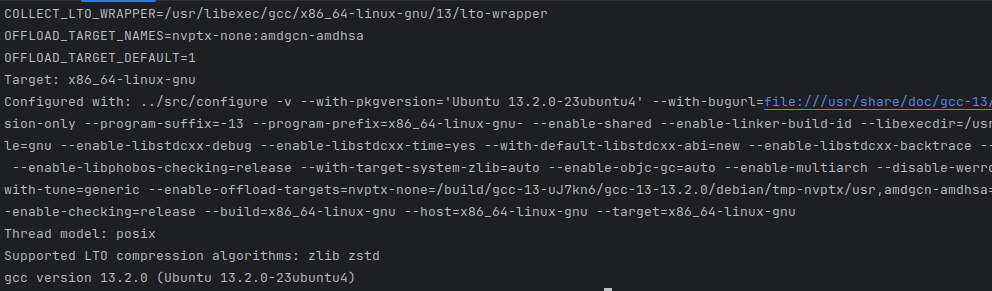 COLLECT_LTO_WRAPPER=/usr/libexec/gcc/x86_64-linux-gnu/13/lto-wrapper
OFFLOAD_TARGET_NAMES=nvptx-none:amdgcn-amdhsa
OFFLOAD_TARGET_DEFAULT=1
Target: x86_64-linux-gnu
Configured with: ../src/configure -v --with-pkgversion='Ubuntu 13.2.0-23ubuntu4' --with-bugurl=file:///usr/share/doc/gcc-13/
sion-only --program-suffix=-13 --program-prefix=x86_64-linux-gnu- --enable-shared --enable-linker-build-id --libexecdir=/usr
le=gnu --enable-libstdcxx-debug --enable-libstdcxx-time=yes --with-default-libstdcxx-abi=new --enable-libstdcxx-backtrace --
--enable-libphobos-checking=release --with-target-system-zlib=auto --enable-objc-gc=auto --enable-multiarch --disable-werro
with-tune=generic --enable-offload-targets=nvptx-none=/build/gcc-13-uJ7kn6/gcc-13-13.2.0/debian/tmp-nvptx/usr,amdgcn-amdhsa=
-enable-checking=release --build=x86_64-linux-gnu --host=x86_64-linux-gnu --target=x86_64-linux-gnu
Thread model: posix
Supported LTO compression algorithms: zlib zstd
gcc version 13.2.0 (Ubuntu 13.2.0-23ubuntu4)